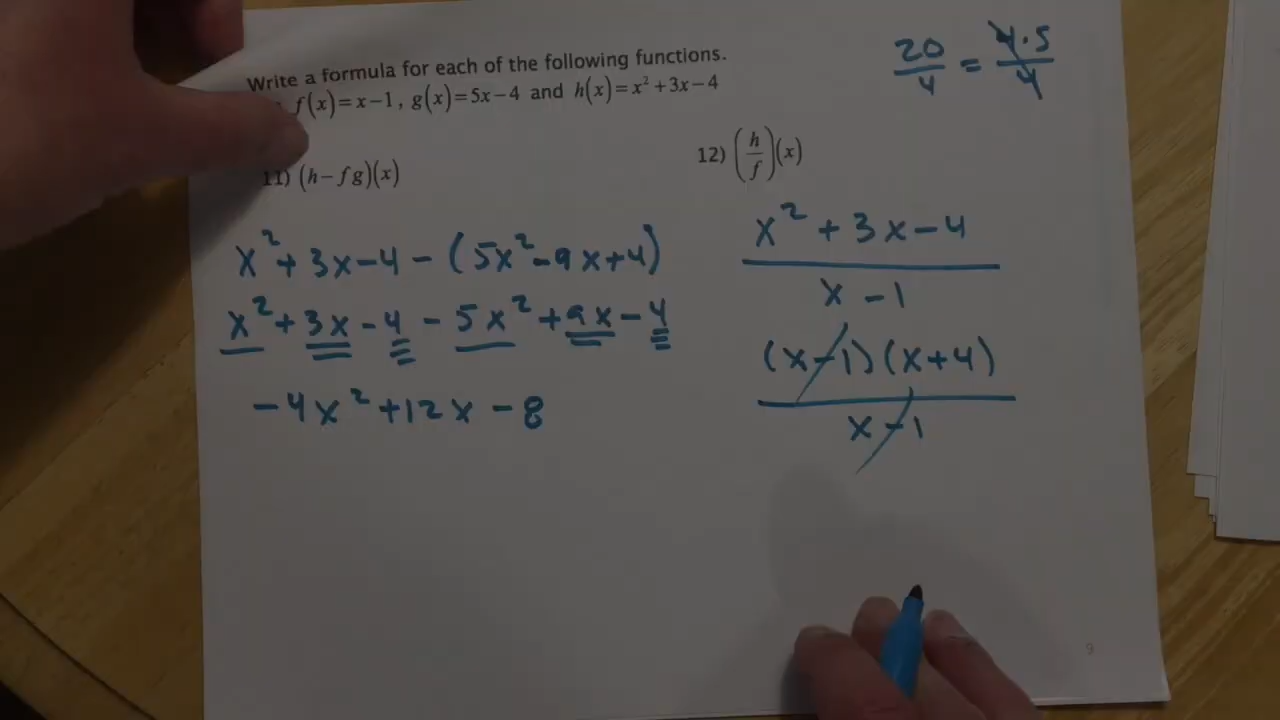 20/4 = 4·5/4
Write a formula for each of the following functions.
f(x)=x−1, g(x)=5x−4 and h(x)=x²+3x−4
11) (h−fg)(x)
12) (h/f)(x)
x²+3x−4−(5x²−9x+4)
x²+3x−4−5x²+9x−4
−4x²+12x−8
x²+3x−4
x−1
(x−1)(x+4)
x−1
9